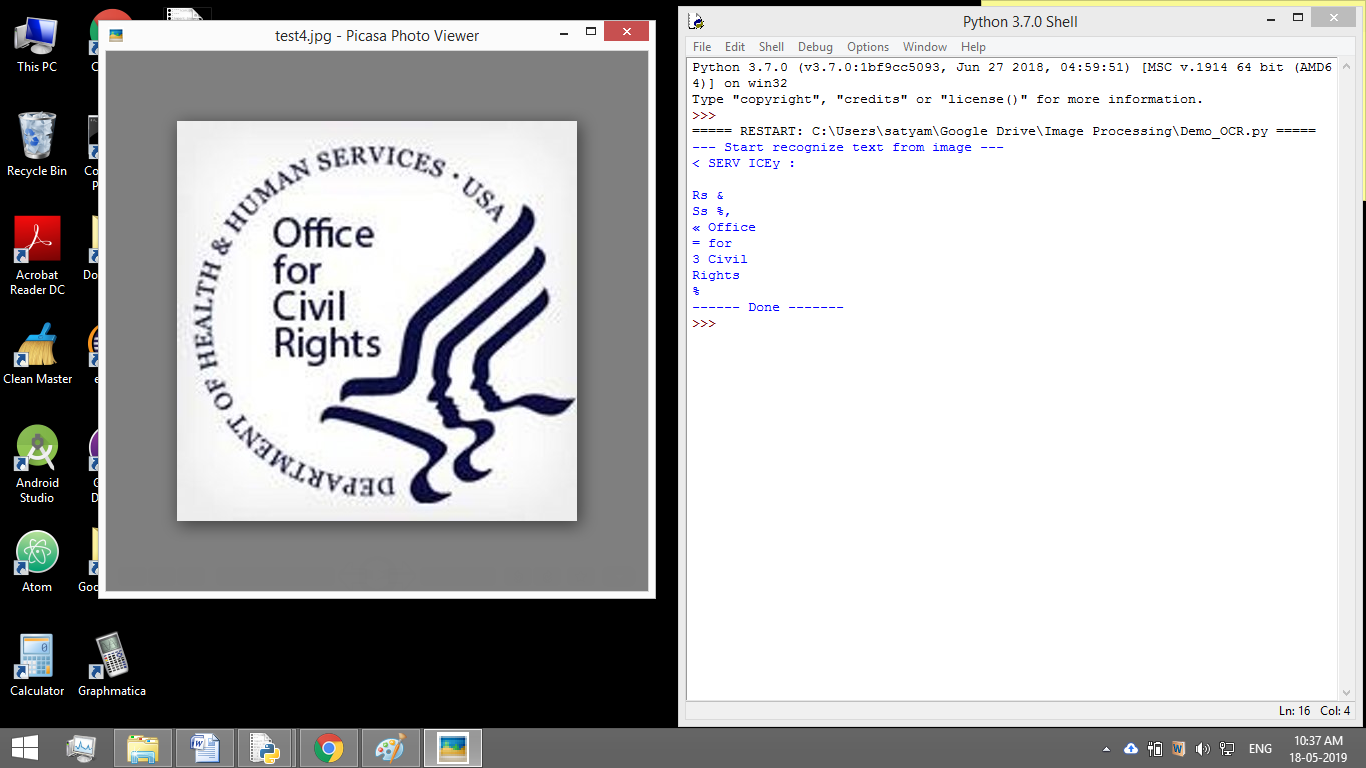 This PC
Recycle Bin
Acrobat
Reader DC
Clean Master
Android
Studio
Atom
Calculator
Graphmatica
test4.jpg - Picasa Photo Viewer
DEPARTMENT OF HEALTH & HUMAN SERVICES · USA
Office
for
Civil
Rights
Python 3.7.0 Shell
File Edit Shell Debug Options Window Help
Python 3.7.0 (v3.7.0:1bf9cc5093, Jun 27 2018, 04:59:51) [MSC v.1914 64 bit (AMD6
4)] on win32
Type "copyright", "credits" or "license()" for more information.
>>>
===== RESTART: C:\Users\satyam\Google Drive\Image Processing\Demo_OCR.py =====
--- Start recognize text from image ---
< SERV ICEy :
Rs &
Ss %,
« Office
= for
3 Civil
Rights
%
------ Done -------
>>>
Ln: 16 Col: 4
ENG
10:37 AM
18-05-2019